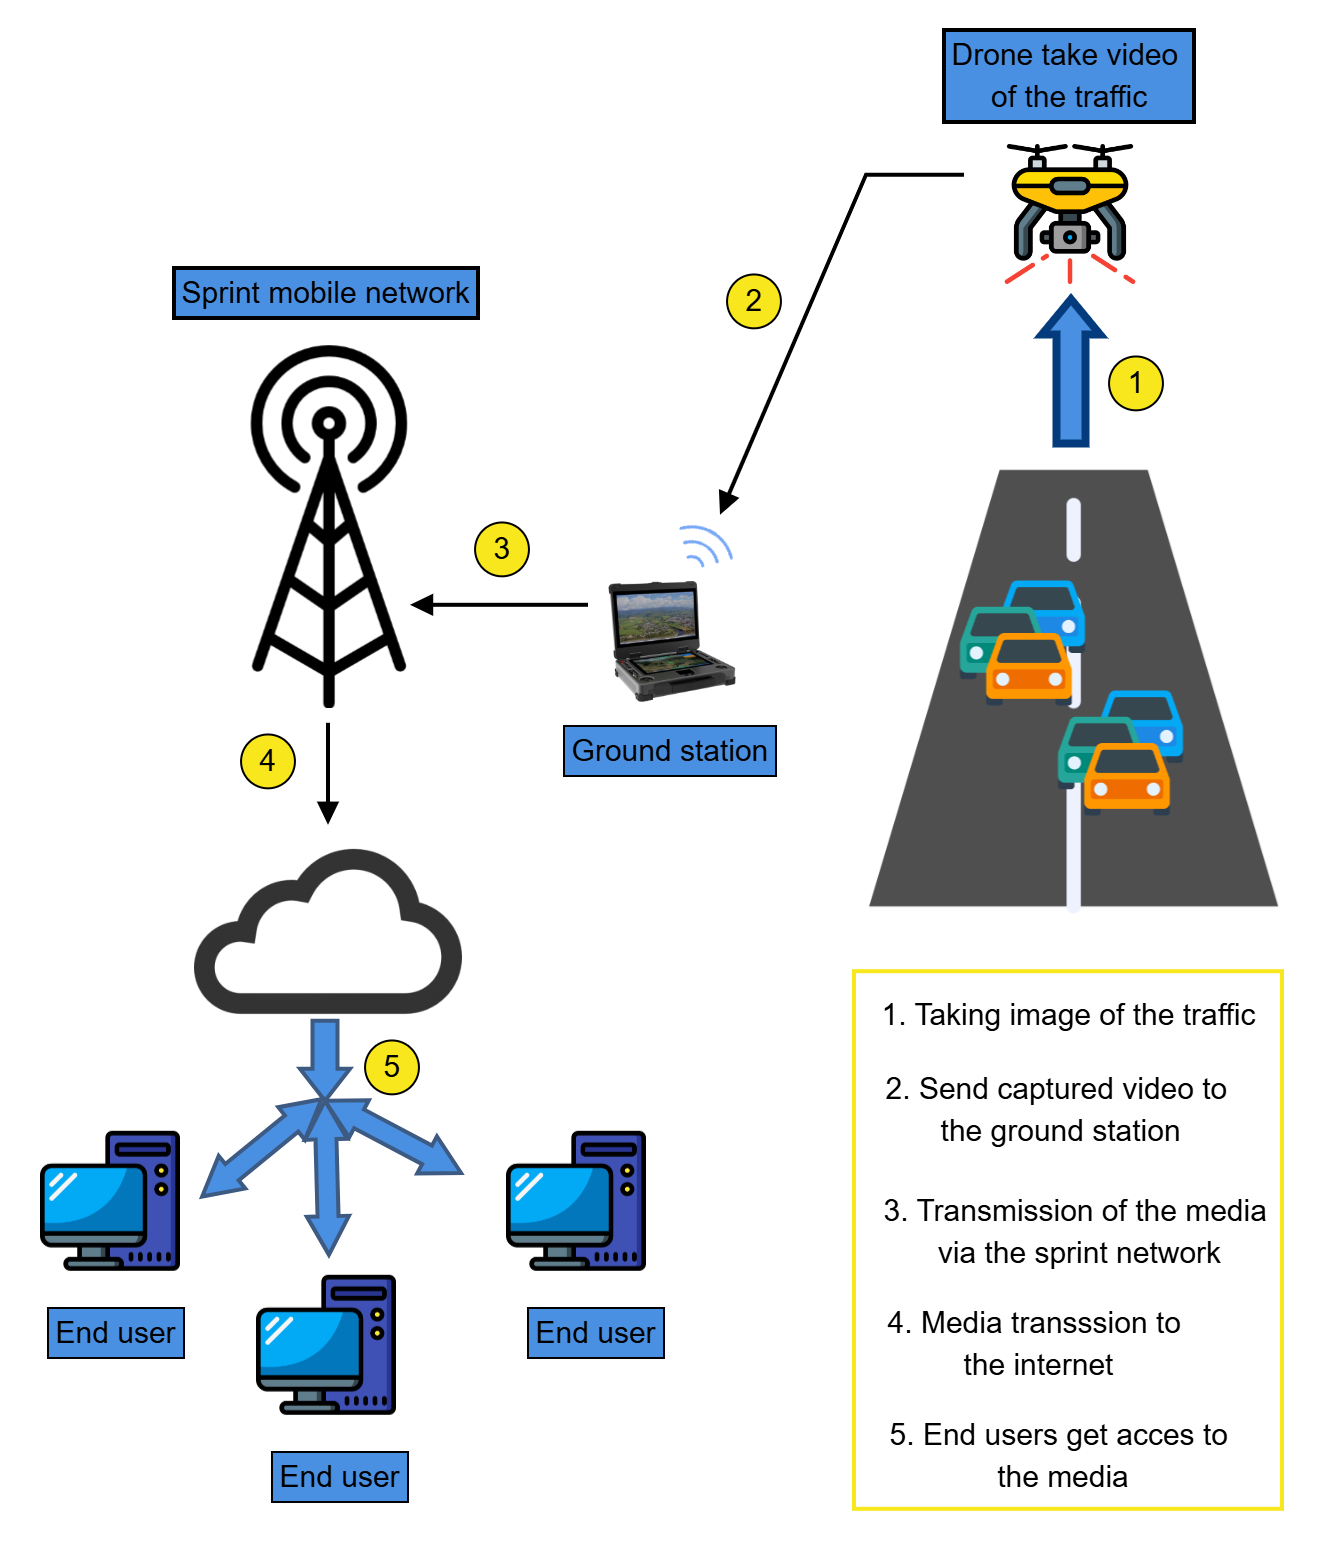 Drone take video
of the traffic
Sprint mobile network
2
1
3
Ground station
4
5
End user
End user
End user
1. Taking image of the traffic
2. Send captured video to
the ground station
3. Transmission of the media
via the sprint network
4. Media transssion to
the internet
5. End users get acces to
the media